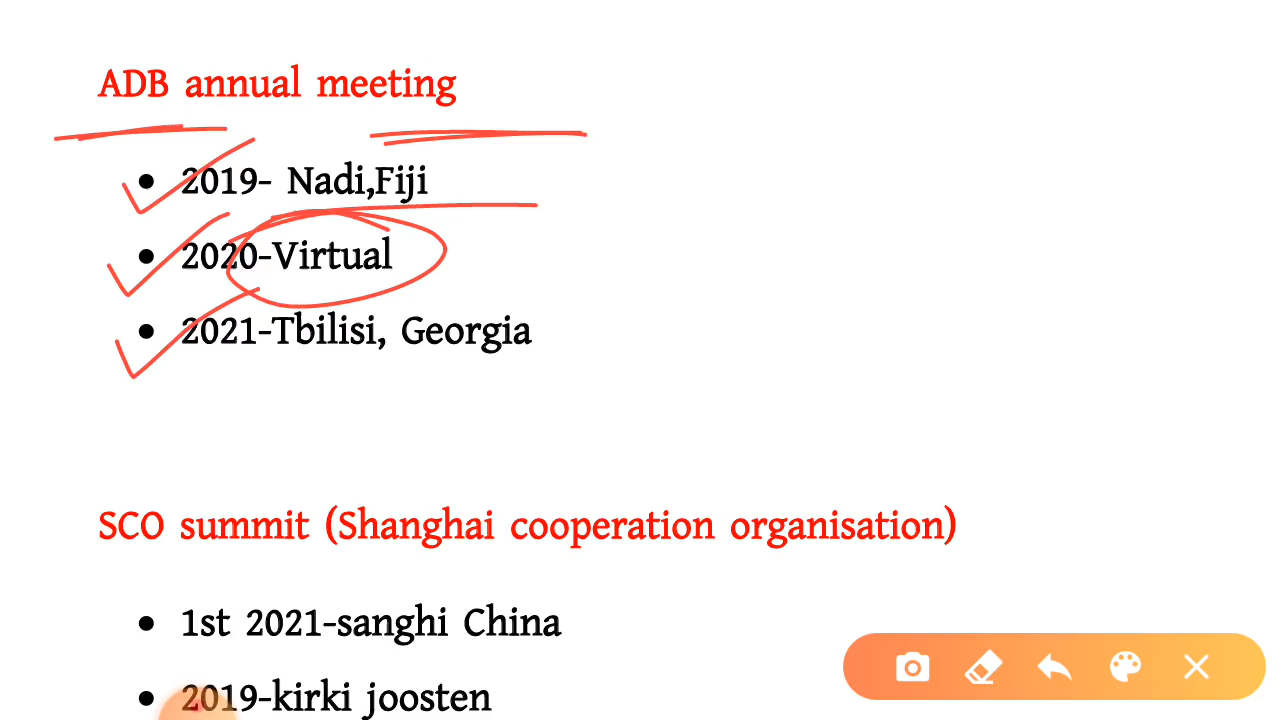 ADB annual meeting
• 2019- Nadi,Fiji
• 2020-Virtual
• 2021-Tbilisi, Georgia
SCO summit (Shanghai cooperation organisation)
• 1st 2021-sanghi China
• 2019-kirki joosten